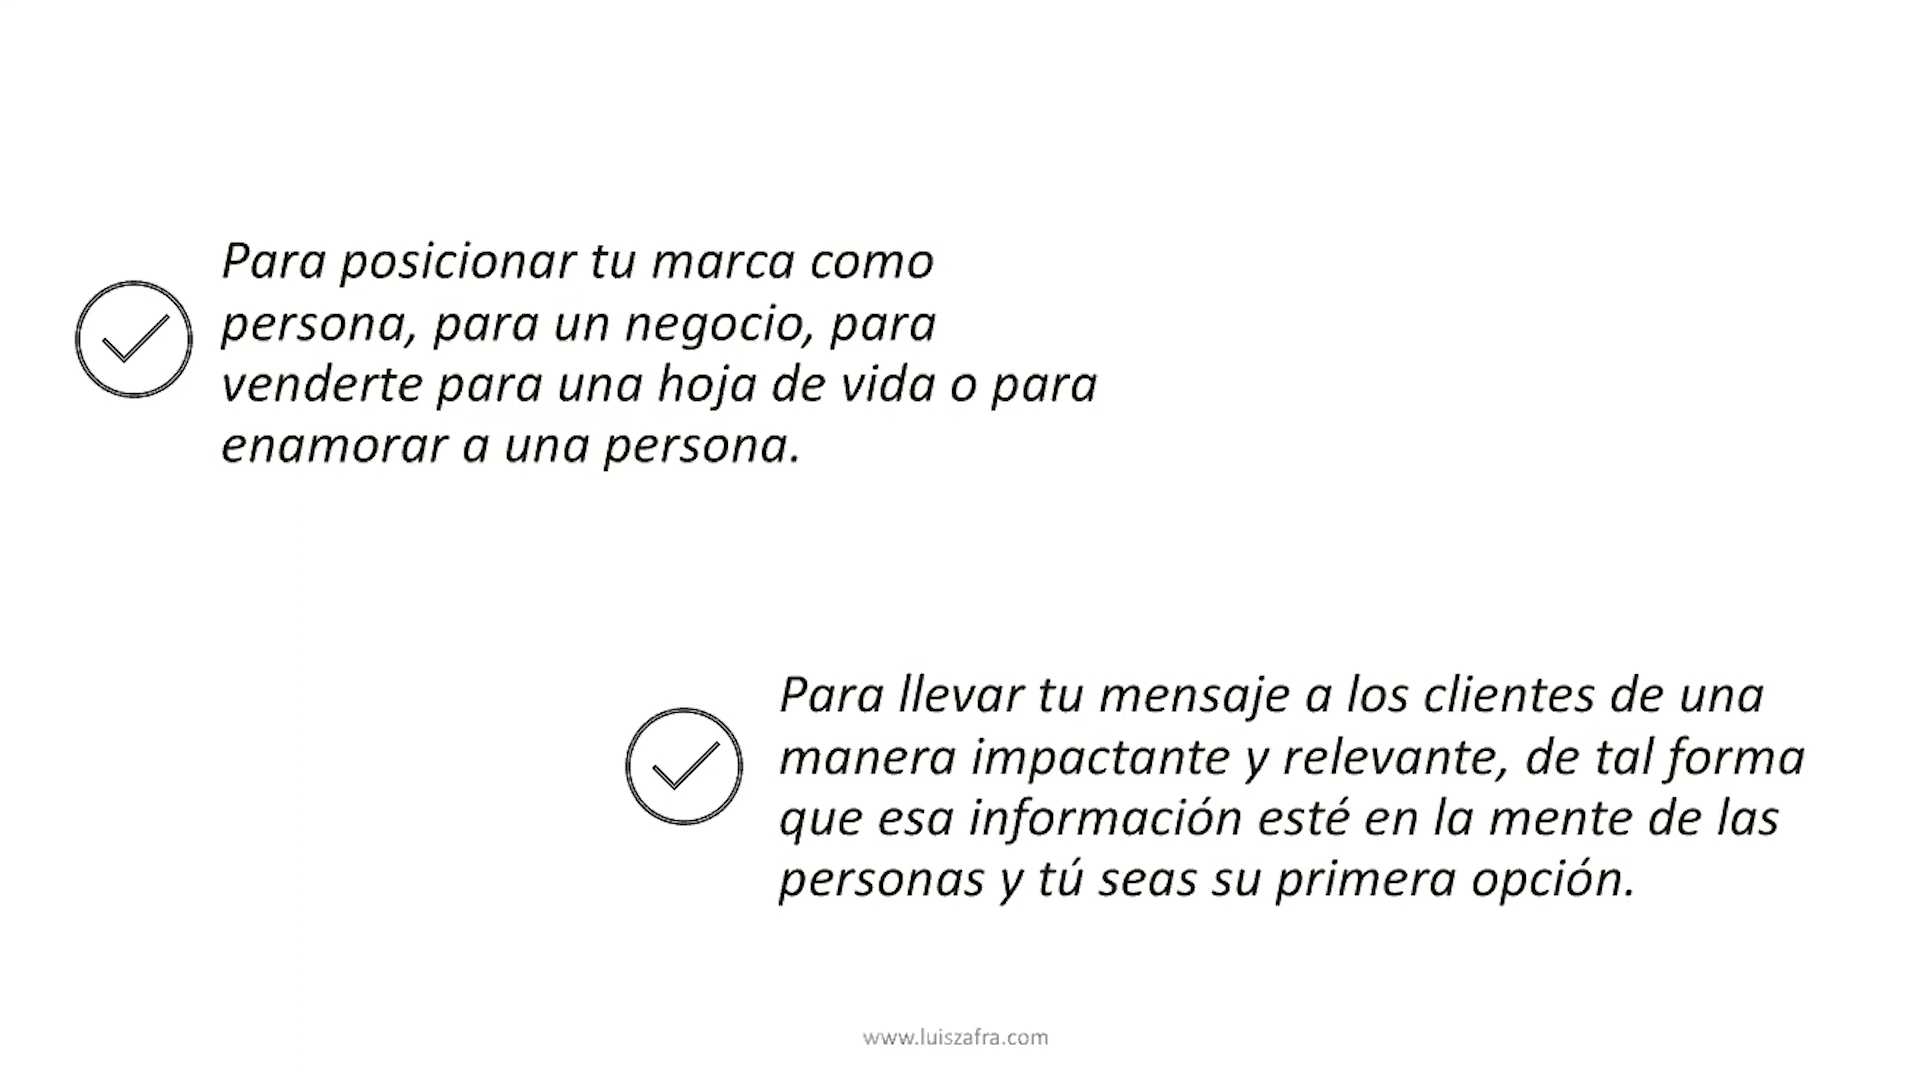 Para posicionar tu marca como
persona, para un negocio, para
venderte para una hoja de vida o para
enamorar a una persona.
Para llevar tu mensaje a los clientes de una
manera impactante y relevante, de tal forma
que esa información esté en la mente de las
personas y tú seas su primera opción.
www.luiszafra.com